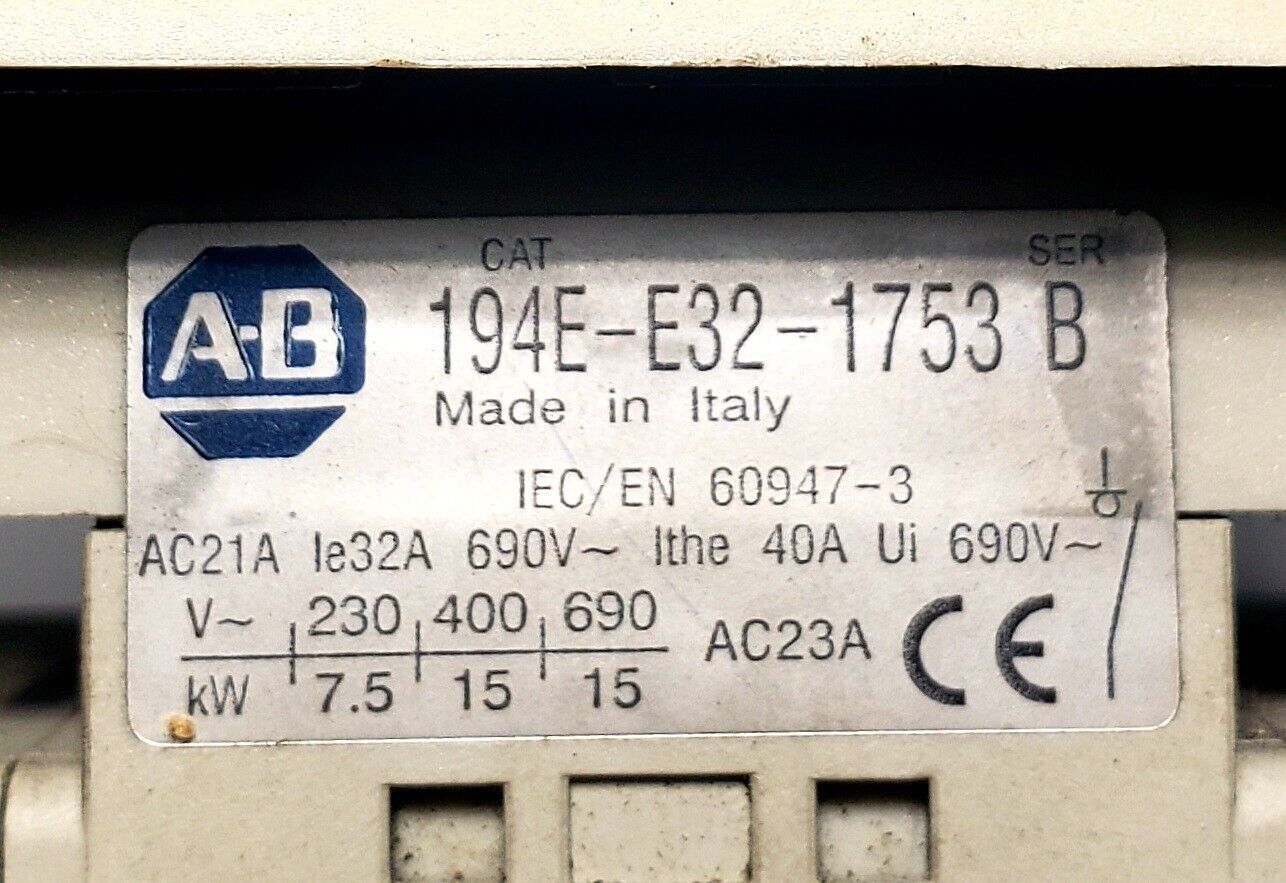 A-B
CAT SER
194E-E32-1753 B
Made in Italy
IEC/EN 60947-3
AC21A Ie32A 690V~ Ithe 40A Ui 690V~
V~ 230 400 690
kW 7.5 15 15
AC23A CE